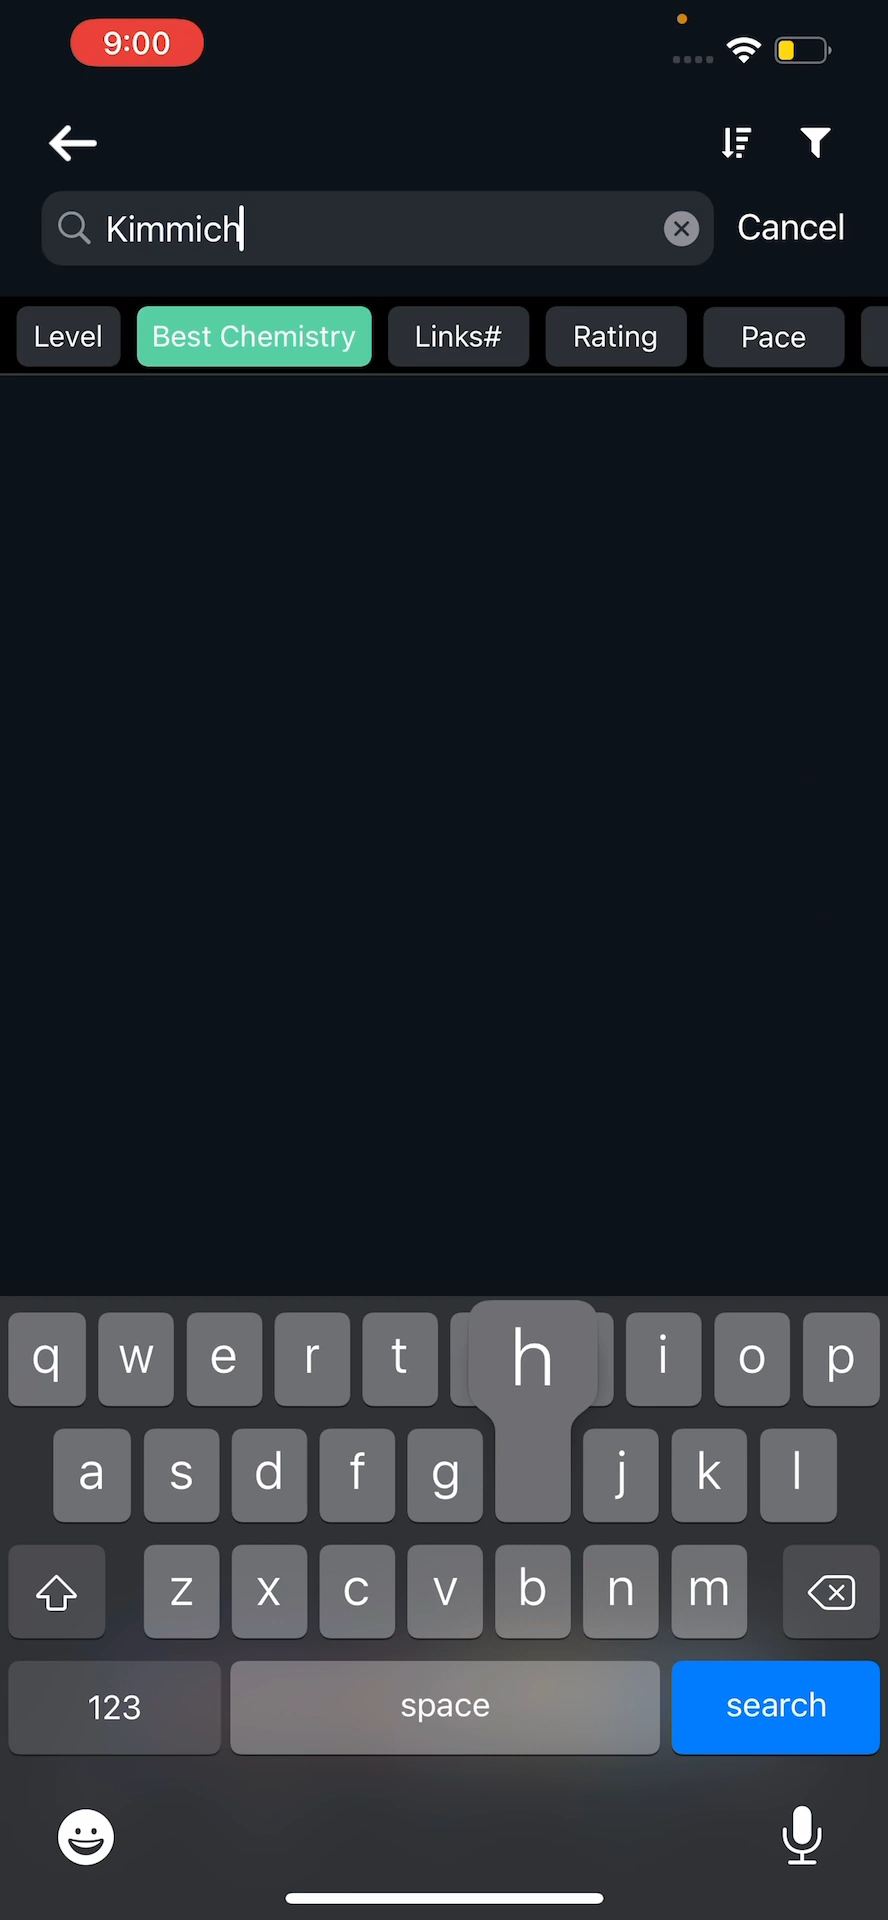 9:00
Kimmich
Cancel
Level Best Chemistry Links# Rating Pace
q w e r t h i o p
a s d f g j k l
z x c v b n m
123 space search